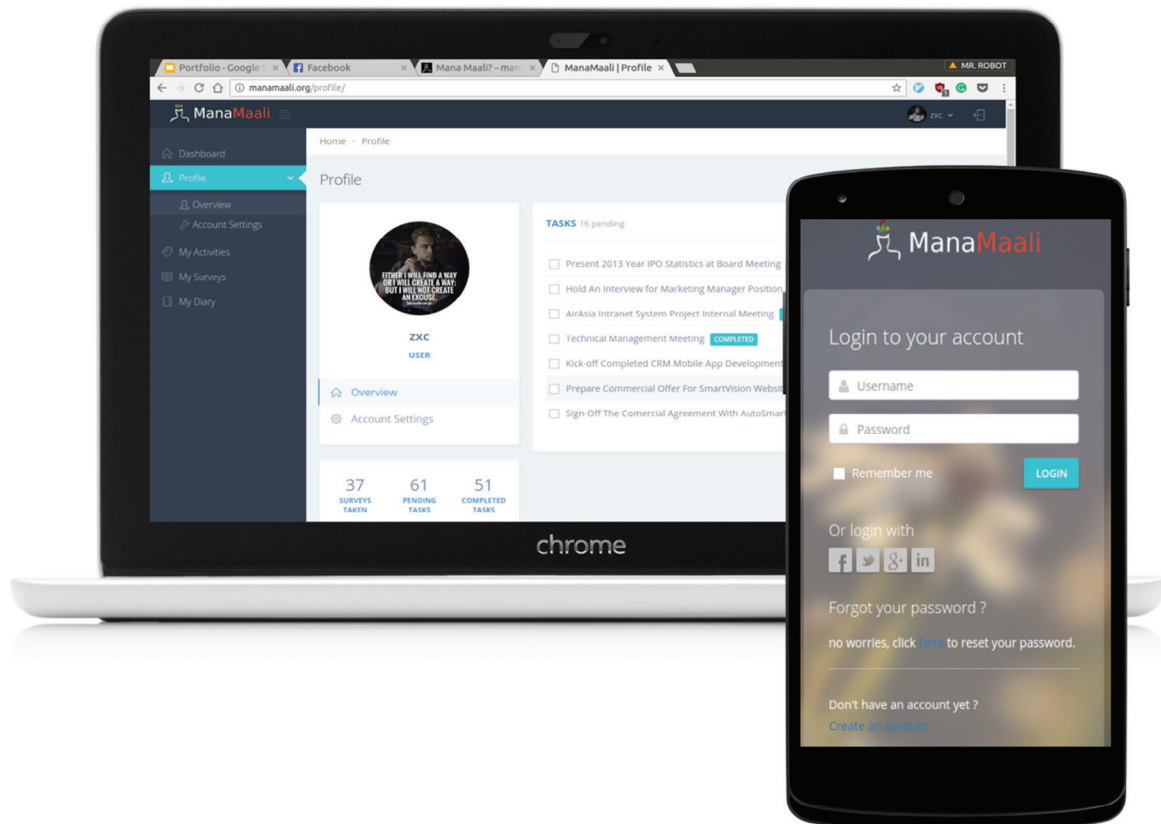 Portfolio - Google S
Facebook
Mana Maali? – mana
ManaMaali | Profile
MR. ROBOT
manamaali.org/profile/
ManaMaali
zxc
Dashboard
Profile
Overview
Account Settings
My Activities
My Surveys
My Diary
Home
Profile
Profile
EITHER I WILL FIND A WAY
OR I WILL CREATE A WAY;
BUT I WILL NOT CREATE
AN EXCUSE.
ZXC
USER
Overview
Account Settings
37
SURVEYS
TAKEN
61
PENDING
TASKS
51
COMPLETED
TASKS
TASKS 16 pending
Present 2013 Year IPO Statistics at Board Meeting
Hold An Interview for Marketing Manager Position
AirAsia Intranet System Project Internal Meeting
Technical Management Meeting COMPLETED
Kick-off Completed CRM Mobile App Development
Prepare Commercial Offer For SmartVision Websit
Sign-Off The Comercial Agreement With AutoSmar
chrome
ManaMaali
Login to your account
Username
Password
Remember me LOGIN
Or login with
f g+ in
Forgot your password ?
no worries, click here to reset your password.
Don't have an account yet ?
Create an account